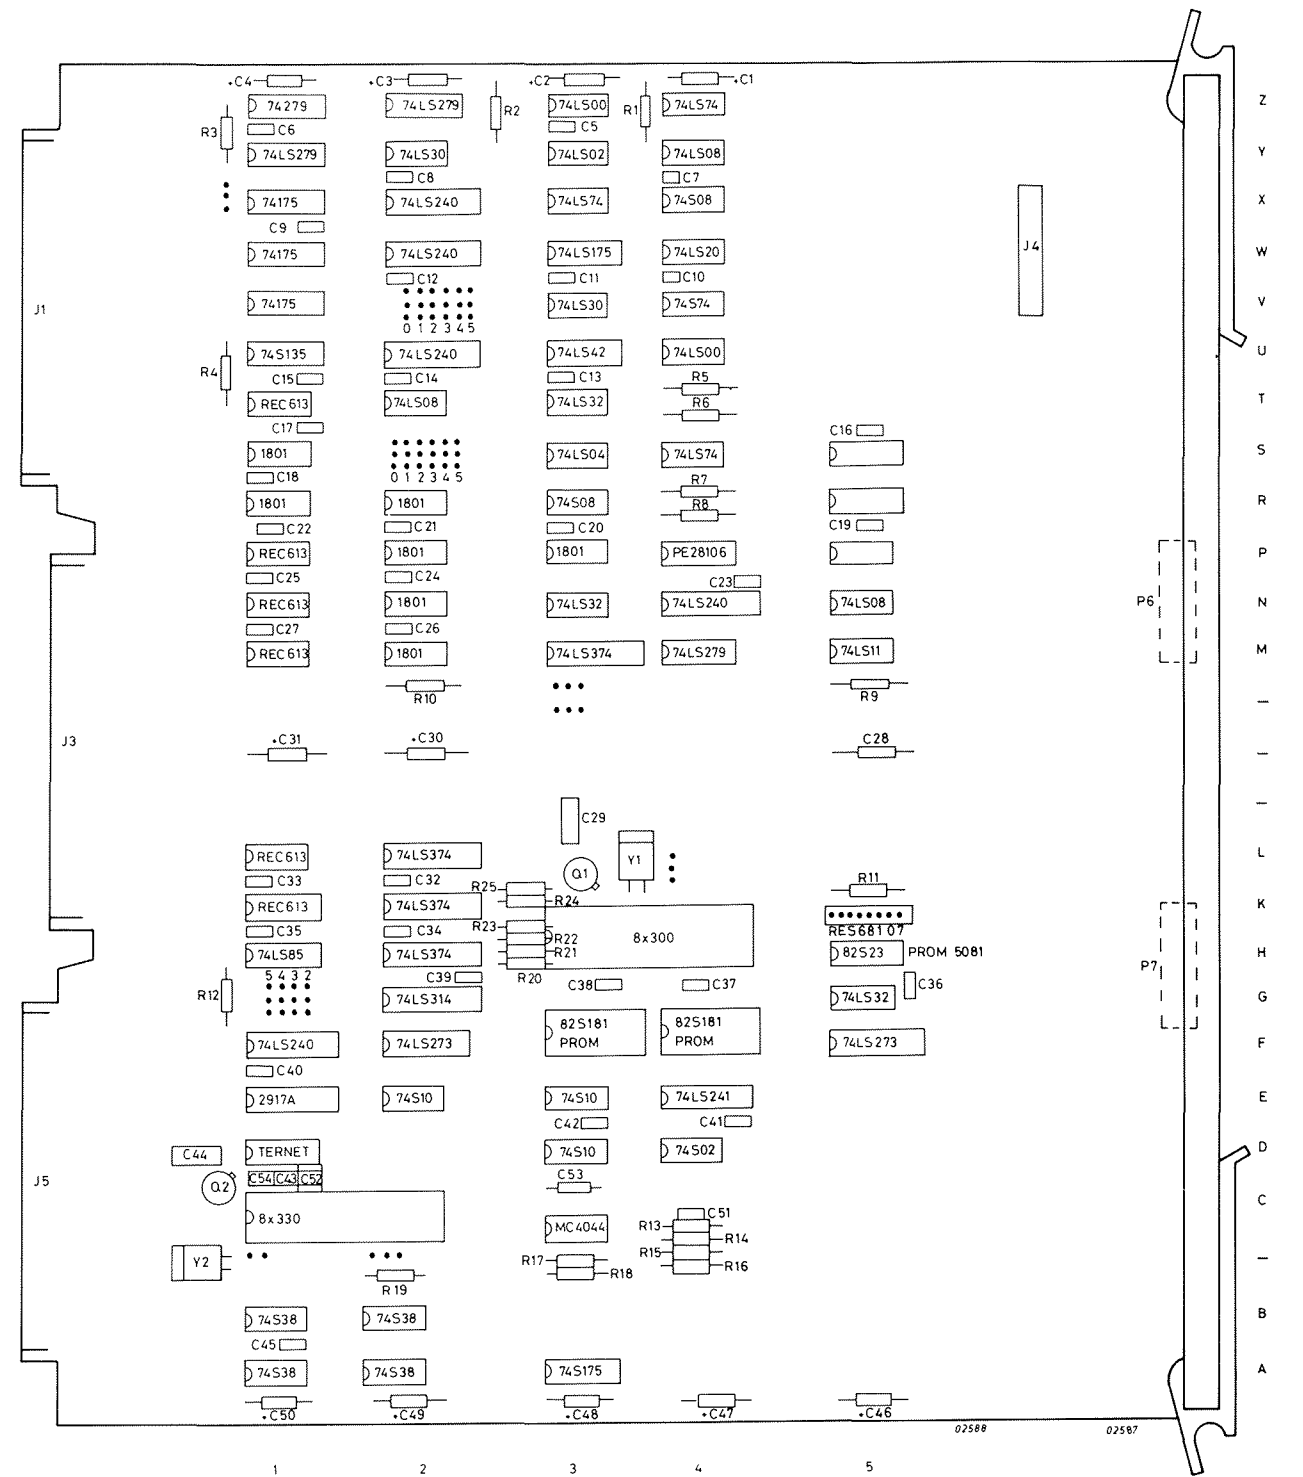 +C4 +C3 +C2 +C1
74279 74LS279 R2 74LS00 R1 74LS74 Z
R3 C6 C5
74LS279 74LS30 74LS02 74LS08 Y
C8 C7
74175 74LS240 74LS74 74S08 X
C9
74175 74LS240 74LS175 74LS20 J4 W
C12 C11 C10
J1 74175 74LS30 74S74 V
0 1 2 3 4 5
74S135 74LS240 74LS42 74LS00 U
R4 C15 C14 C13 R5
REC613 74LS08 74LS32 R6 T
C17 C16
1801 74LS04 74LS74 S
C18 0 1 2 3 4 5 R7
1801 1801 74S08 R8 R
C22 C21 C20 C19
REC613 1801 1801 PE28106 P
C25 C24 C23
REC613 1801 74LS32 74LS240 74LS08 P6 N
C27 C26
REC613 1801 74LS374 74LS279 74LS11 M
R10 R9 —
J3 +C31 +C30 C28 —
C29 —
REC613 74LS374 Y1 L
C33 C32 R25 Q1 R11
REC613 74LS374 R24 K
C35 C34 R23 R22 8x300 RES68107
74LS85 74LS374 R21 82S23 PROM 5081 H
5 4 3 2 C39 R20 C38 C37 C36 P7
R12 74LS314 74LS32 G
74LS240 74LS273 82S181 PROM 82S181 PROM 74LS273 F
C40
2917A 74S10 74S10 74LS241 E
C42 C41
C44 TERNET 74S10 74S02 D
J5 Q2 C54 C43 C52 C53
8x330 MC4044 C51 C
R13 R14
Y2 R17 R15 —
R19 R18 R16
74S38 74S38 B
C45
74S38 74S38 74S175 A
+C50 +C49 +C48 +C47 +C46
02588 02587
1 2 3 4 5